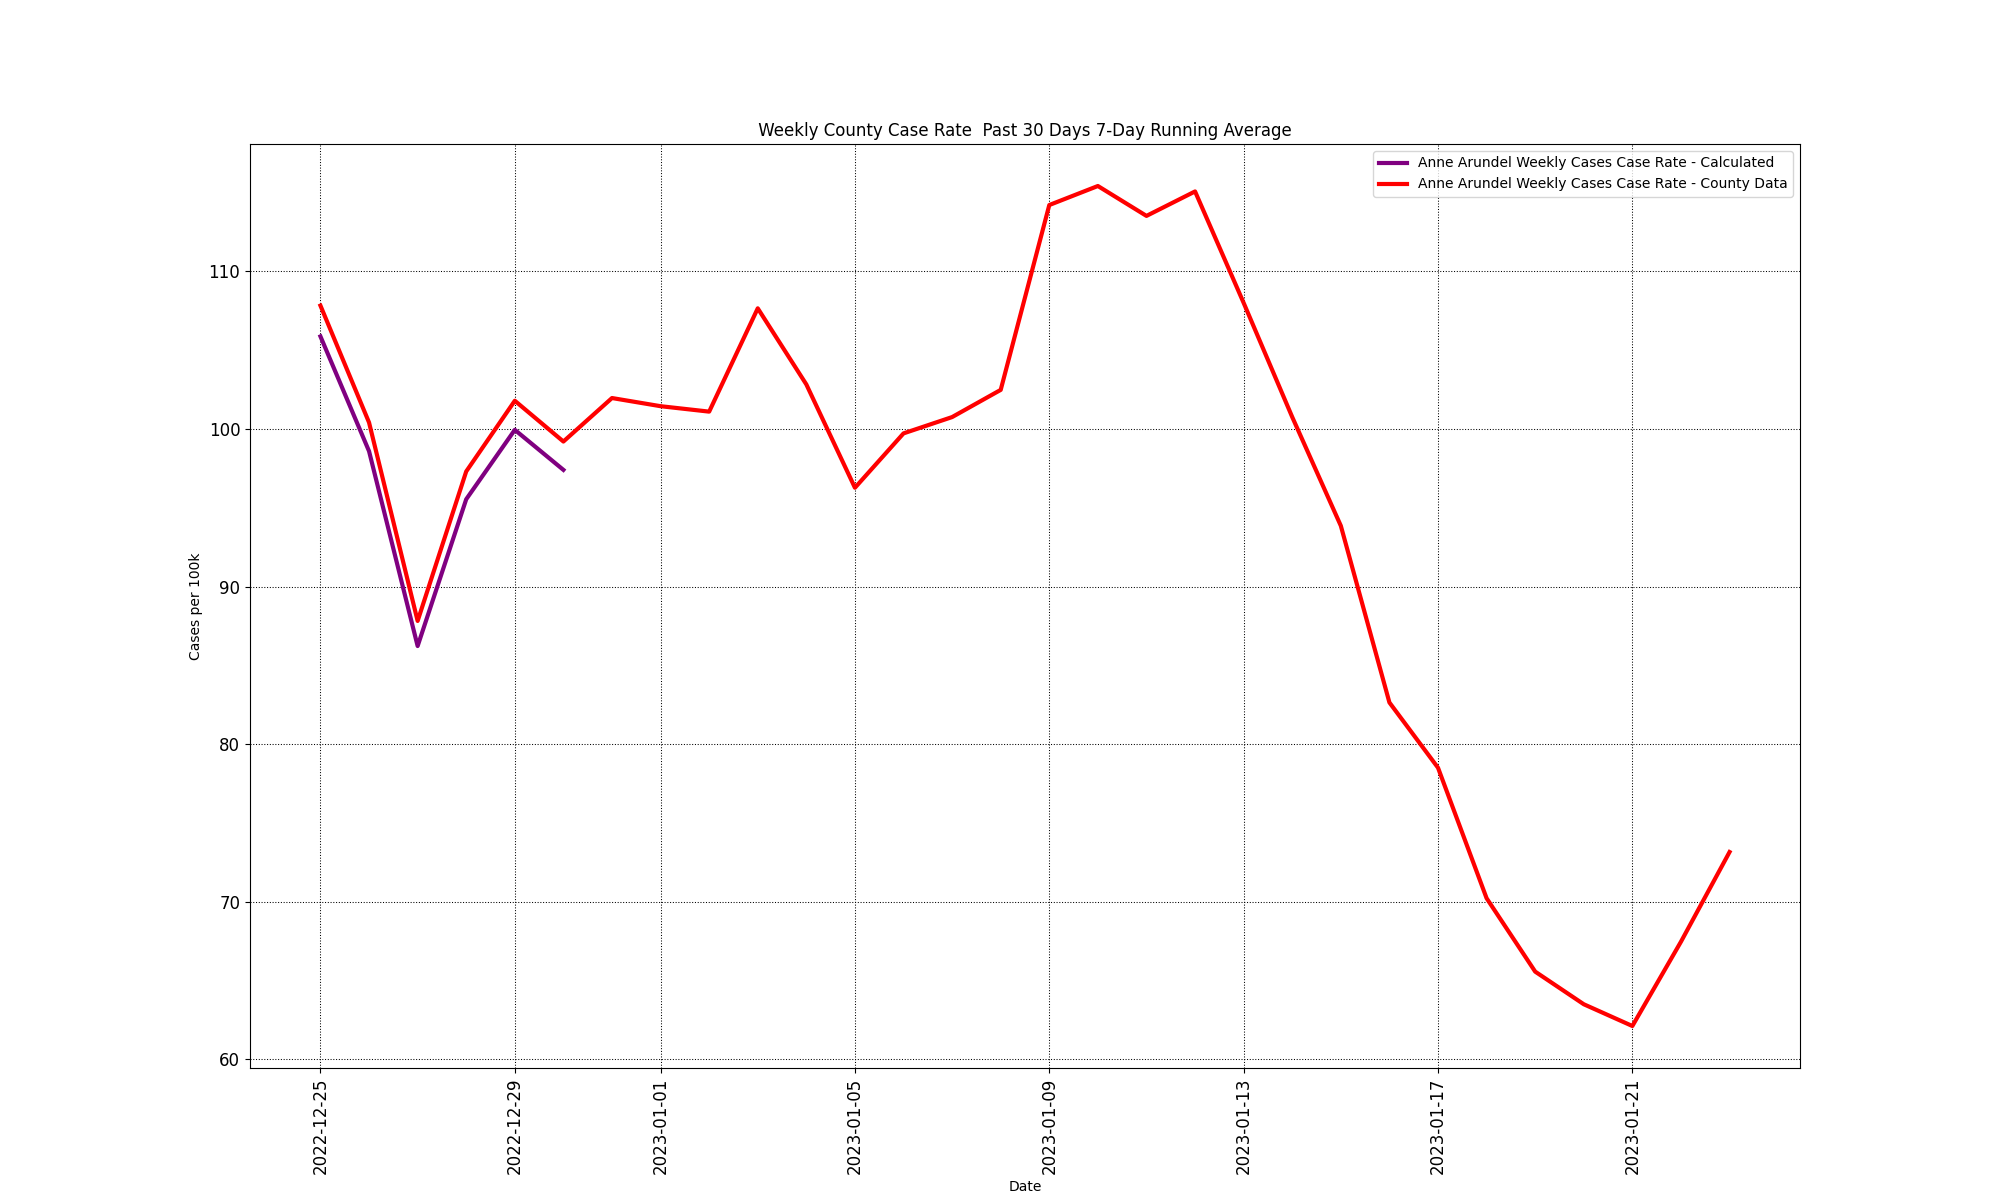 Weekly County Case Rate  Past 30 Days 7-Day Running Average
Anne Arundel Weekly Cases Case Rate - Calculated
Anne Arundel Weekly Cases Case Rate - County Data
Cases per 100k
110
100
90
80
70
60
2022-12-25
2022-12-29
2023-01-01
2023-01-05
2023-01-09
2023-01-13
2023-01-17
2023-01-21
Date